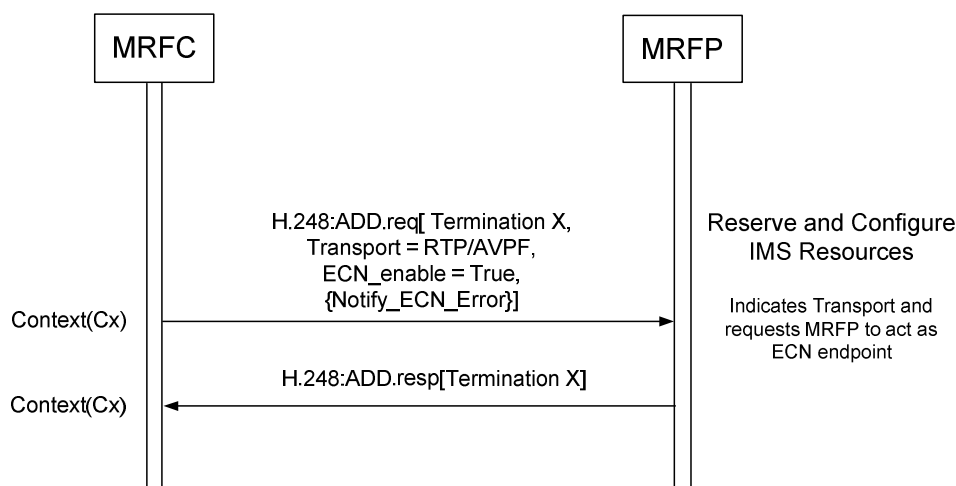 MRFC
MRFP
H.248:ADD.req[ Termination X,
Transport = RTP/AVPF,
ECN_enable = True,
{Notify_ECN_Error}]
Reserve and Configure
IMS Resources
Context(Cx)
Indicates Transport and
requests MRFP to act as
ECN endpoint
H.248:ADD.resp[Termination X]
Context(Cx)